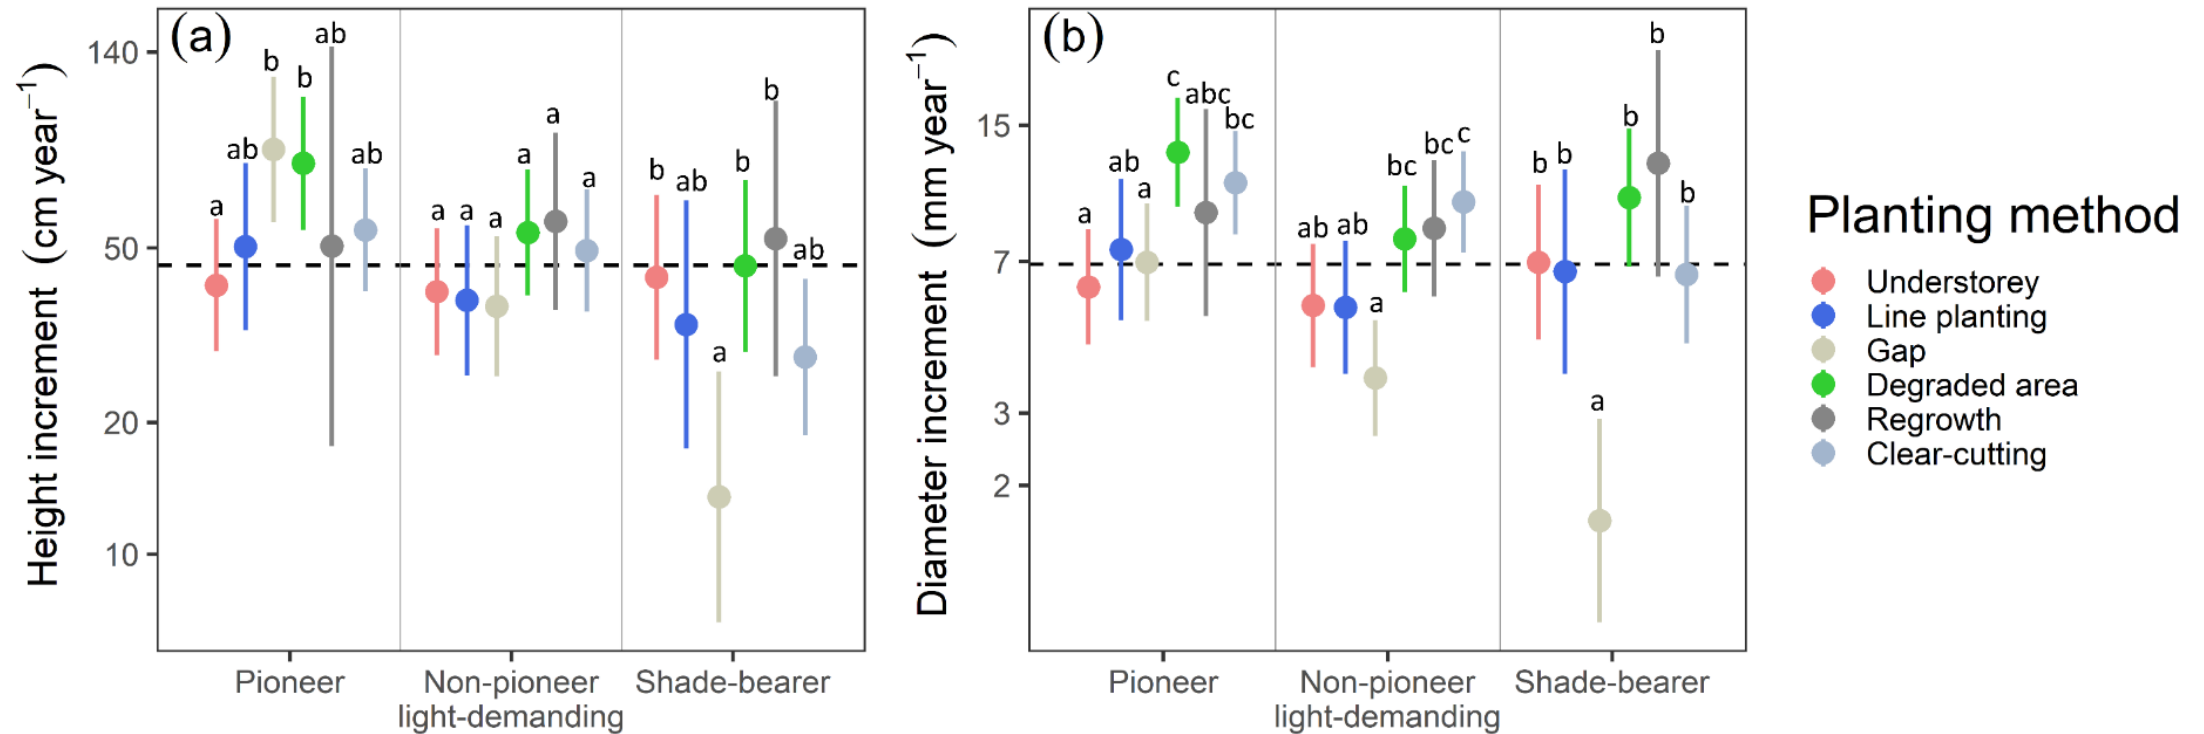 (a)
Height increment (cm year⁻¹)
140
50
20
10
a
ab
b
b
ab
ab
a
a
a
a
a
a
b
ab
a
b
b
ab
Pioneer
Non-pioneer
light-demanding
Shade-bearer
(b)
Diameter increment (mm year⁻¹)
15
7
3
2
a
ab
a
c
abc
bc
ab
ab
a
bc
bc
c
b
b
a
b
b
b
Pioneer
Non-pioneer
light-demanding
Shade-bearer
Planting method
Understorey
Line planting
Gap
Degraded area
Regrowth
Clear-cutting